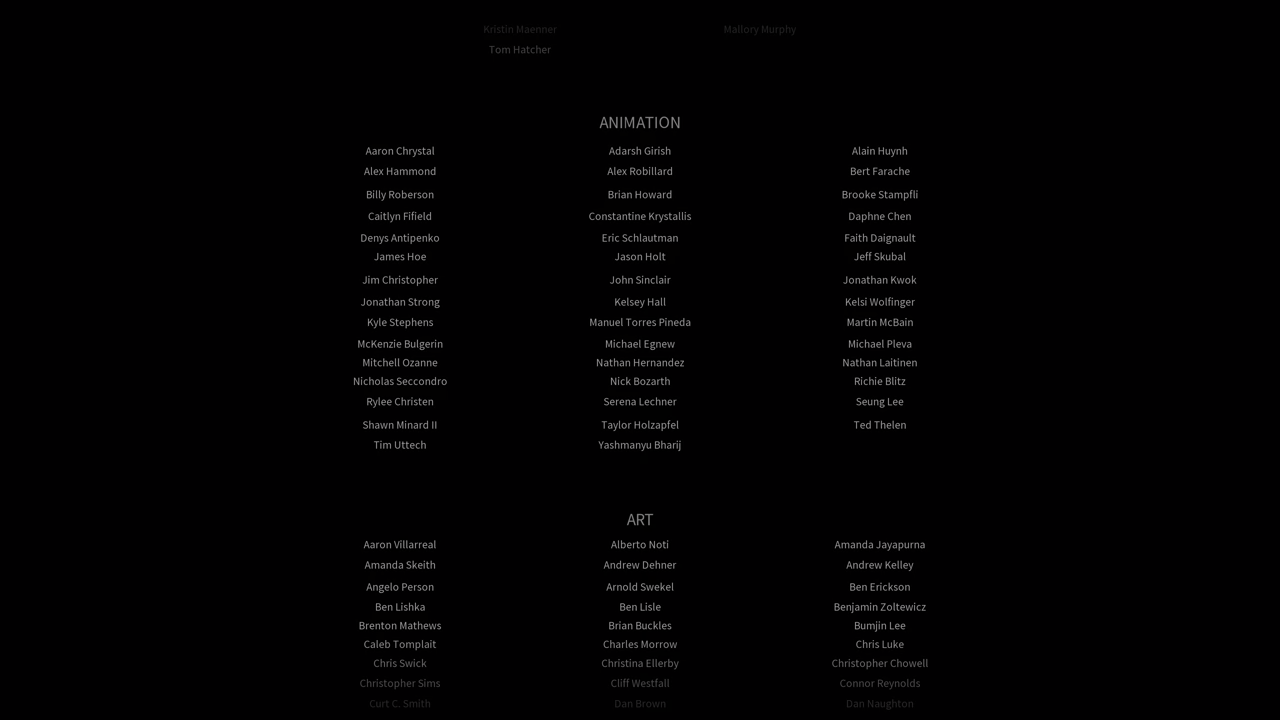 Kristin Maenner Mallory Murphy
Tom Hatcher
ANIMATION
Aaron Chrystal Adarsh Girish Alain Huynh
Alex Hammond Alex Robillard Bert Farache
Billy Roberson Brian Howard Brooke Stampfli
Caitlyn Fifield Constantine Krystallis Daphne Chen
Denys Antipenko Eric Schlautman Faith Daignault
James Hoe Jason Holt Jeff Skubal
Jim Christopher John Sinclair Jonathan Kwok
Jonathan Strong Kelsey Hall Kelsi Wolfinger
Kyle Stephens Manuel Torres Pineda Martin McBain
McKenzie Bulgerin Michael Egnew Michael Pleva
Mitchell Ozanne Nathan Hernandez Nathan Laitinen
Nicholas Seccondro Nick Bozarth Richie Blitz
Rylee Christen Serena Lechner Seung Lee
Shawn Minard II Taylor Holzapfel Ted Thelen
Tim Uttech Yashmanyu Bharij
ART
Aaron Villarreal Alberto Noti Amanda Jayapurna
Amanda Skeith Andrew Dehner Andrew Kelley
Angelo Person Arnold Swekel Ben Erickson
Ben Lishka Ben Lisle Benjamin Zoltewicz
Brenton Mathews Brian Buckles Bumjin Lee
Caleb Tomplait Charles Morrow Chris Luke
Chris Swick Christina Ellerby Christopher Chowell
Christopher Sims Cliff Westfall Connor Reynolds
Curt C. Smith Dan Brown Dan Naughton